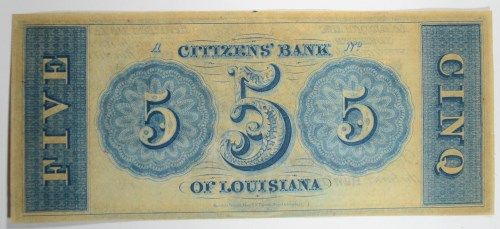 FIVE
A CITIZENS' BANK No
5 5 5
OF LOUISIANA
CINQ